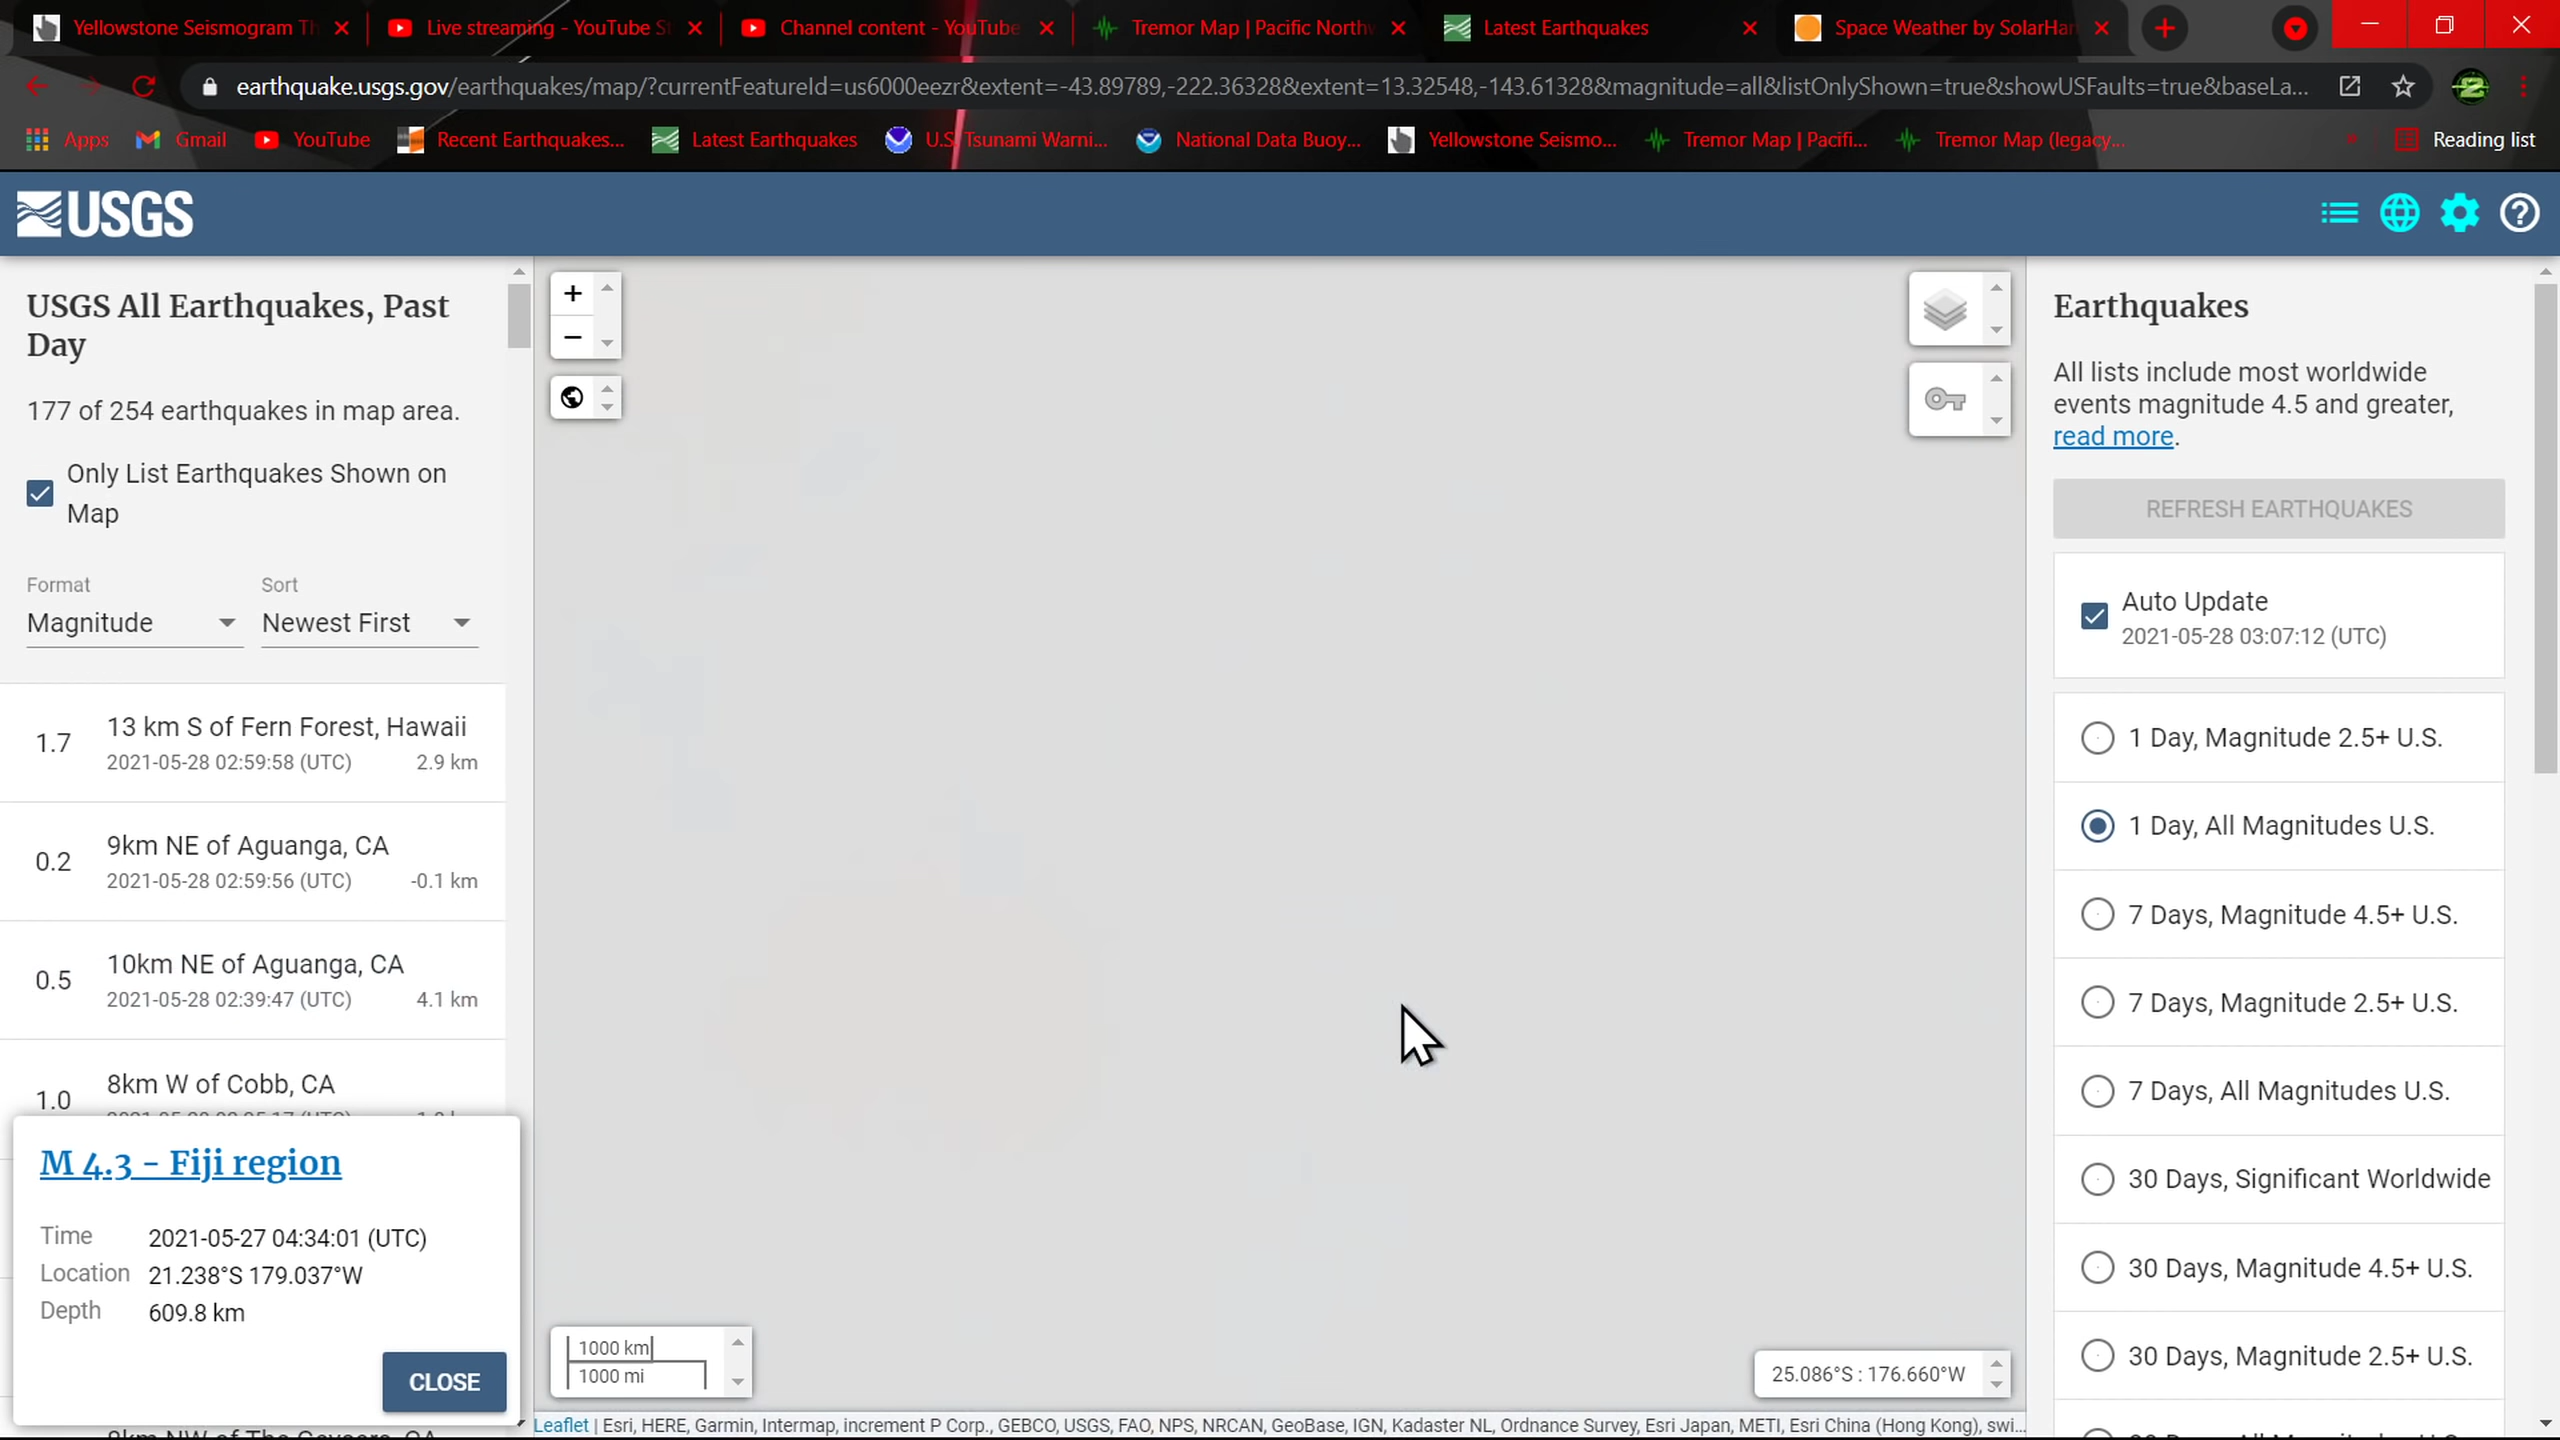 Yellowstone Seismogram Th
Live streaming - YouTube St
Channel content - YouTube
Tremor Map | Pacific Northw
Latest Earthquakes
Space Weather by SolarHam
earthquake.usgs.gov/earthquakes/map/?currentFeatureId=us6000eezr&extent=-43.89789,-222.36328&extent=13.32548,-143.61328&magnitude=all&listOnlyShown=true&showUSFaults=true&baseLa...
Apps
Gmail
YouTube
Recent Earthquakes...
Latest Earthquakes
U.S. Tsunami Warni...
National Data Buoy...
Yellowstone Seismo...
Tremor Map | Pacifi...
Tremor Map (legacy...
Reading list
USGS
USGS All Earthquakes, Past
Day
177 of 254 earthquakes in map area.
Only List Earthquakes Shown on
Map
Format
Sort
Magnitude
Newest First
1.7
13 km S of Fern Forest, Hawaii
2021-05-28 02:59:58 (UTC)
2.9 km
0.2
9km NE of Aguanga, CA
2021-05-28 02:59:56 (UTC)
-0.1 km
0.5
10km NE of Aguanga, CA
2021-05-28 02:39:47 (UTC)
4.1 km
1.0
8km W of Cobb, CA
M 4.3 - Fiji region
Time 2021-05-27 04:34:01 (UTC)
Location 21.238°S 179.037°W
Depth 609.8 km
CLOSE
8km NW of The Geysers, CA
+
−
1000 km
1000 mi
25.086°S : 176.660°W
Leaflet | Esri, HERE, Garmin, Intermap, increment P Corp., GEBCO, USGS, FAO, NPS, NRCAN, GeoBase, IGN, Kadaster NL, Ordnance Survey, Esri Japan, METI, Esri China (Hong Kong), swi...
Earthquakes
All lists include most worldwide
events magnitude 4.5 and greater,
read more.
REFRESH EARTHQUAKES
Auto Update
2021-05-28 03:07:12 (UTC)
1 Day, Magnitude 2.5+ U.S.
1 Day, All Magnitudes U.S.
7 Days, Magnitude 4.5+ U.S.
7 Days, Magnitude 2.5+ U.S.
7 Days, All Magnitudes U.S.
30 Days, Significant Worldwide
30 Days, Magnitude 4.5+ U.S.
30 Days, Magnitude 2.5+ U.S.